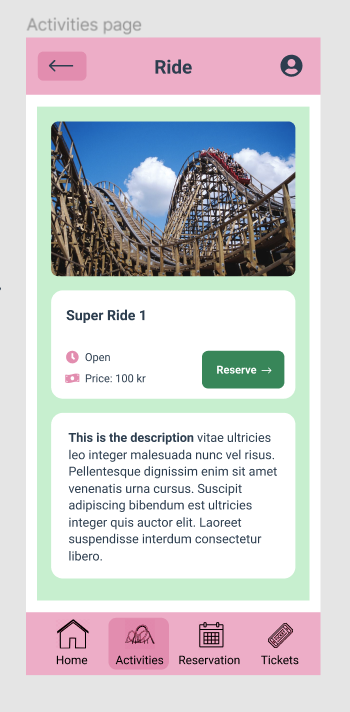 Activities page
Ride
Super Ride 1
Open
Price: 100 kr
Reserve →
This is the description vitae ultricies
leo integer malesuada nunc vel risus.
Pellentesque dignissim enim sit amet
venenatis urna cursus. Suscipit
adipiscing bibendum est ultricies
integer quis auctor elit. Laoreet
suspendisse interdum consectetur
libero.
Home
Activities
Reservation
Tickets